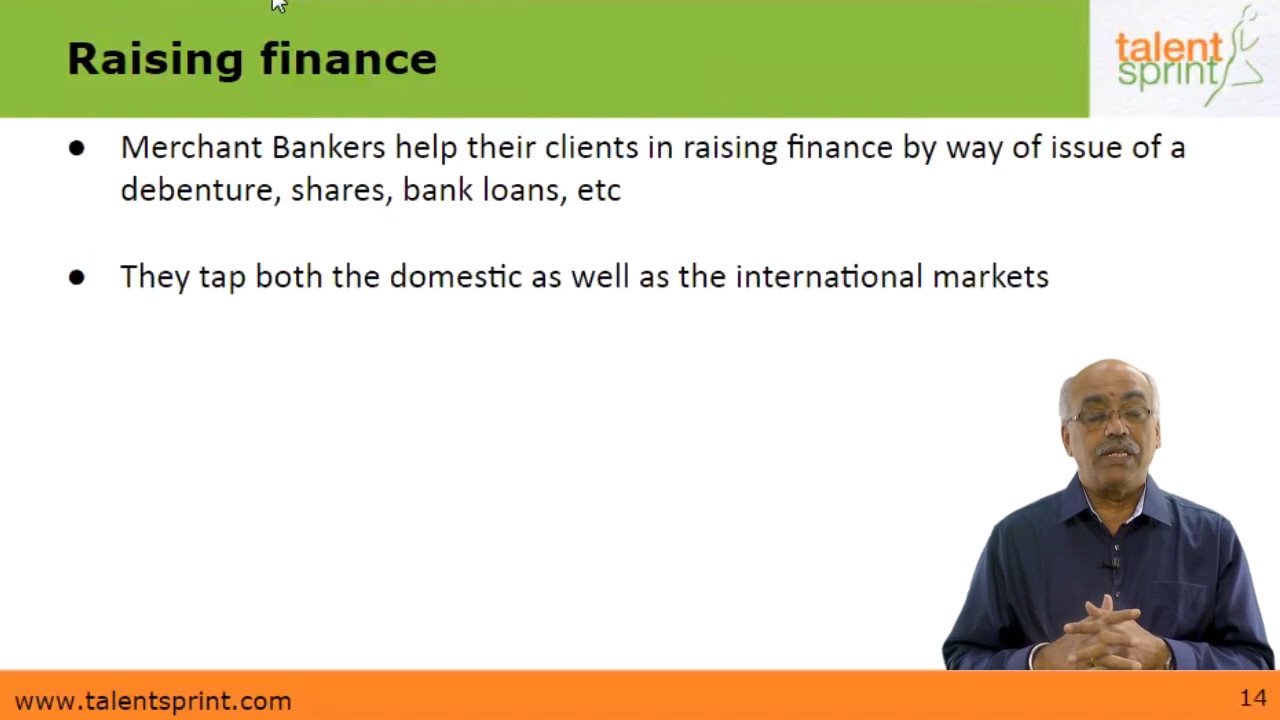 Raising finance
talent
sprint
● Merchant Bankers help their clients in raising finance by way of issue of a
debenture, shares, bank loans, etc
● They tap both the domestic as well as the international markets
www.talentsprint.com
14